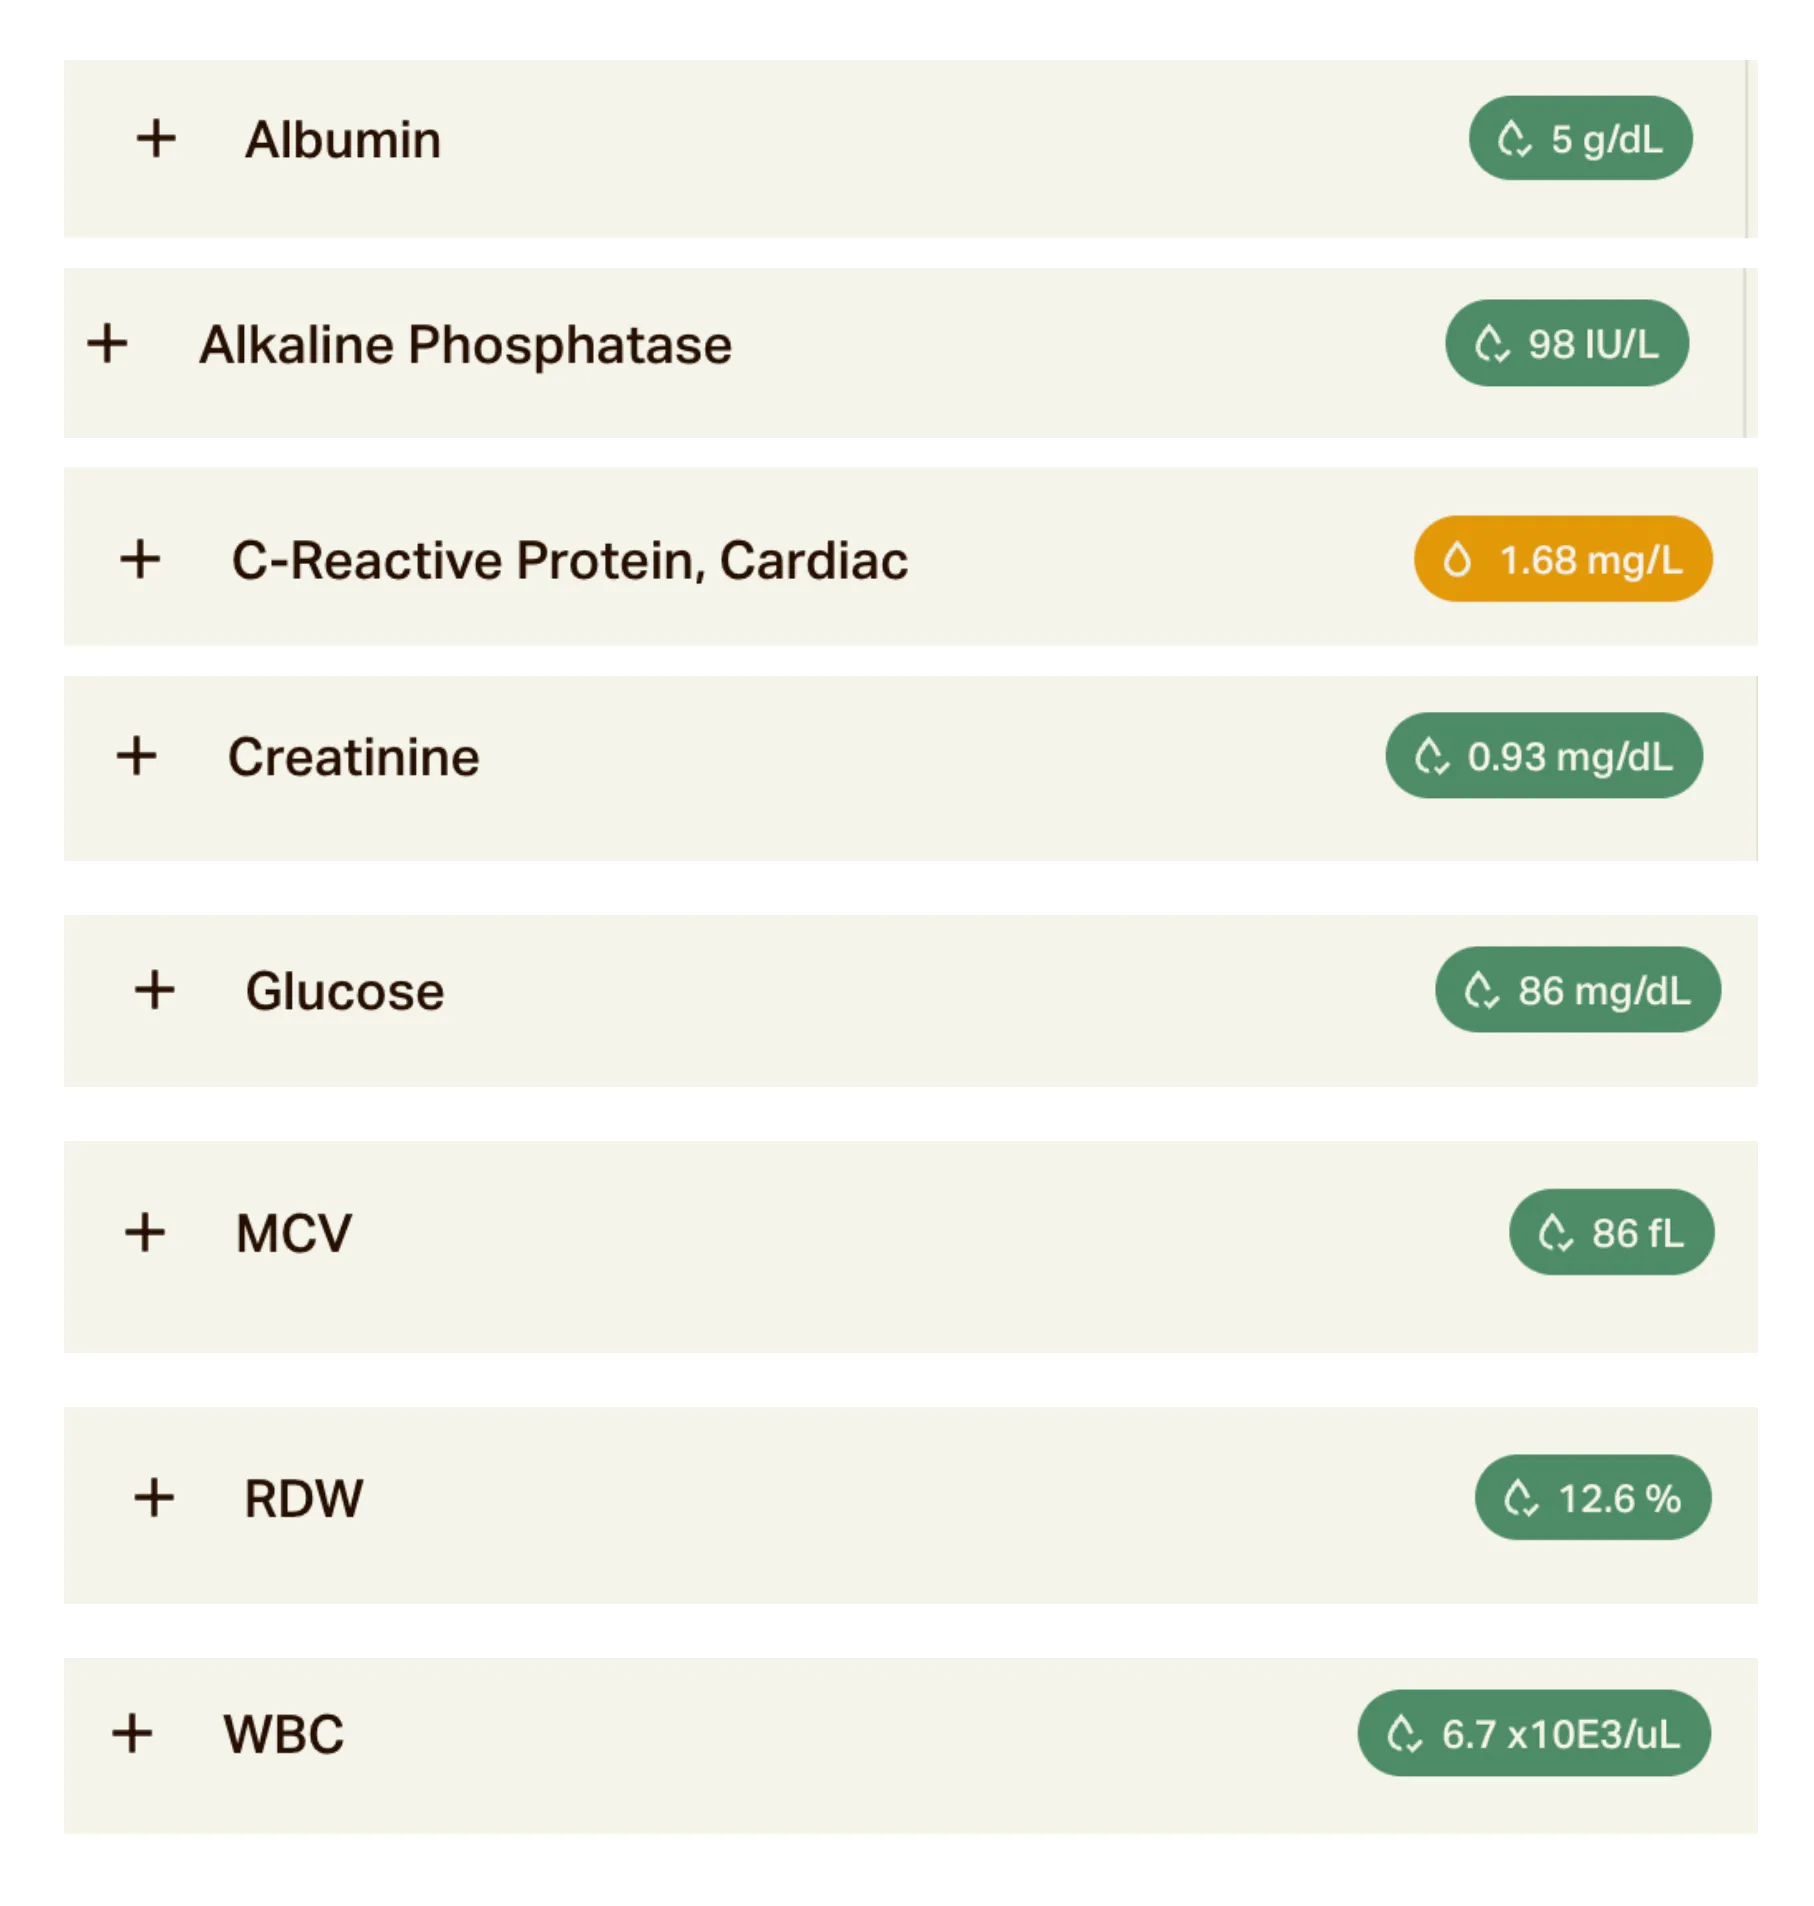 Albumin 5 g/dL
Alkaline Phosphatase 98 IU/L
C-Reactive Protein, Cardiac 1.68 mg/L
Creatinine 0.93 mg/dL
Glucose 86 mg/dL
MCV 86 fL
RDW 12.6 %
WBC 6.7 x10E3/uL